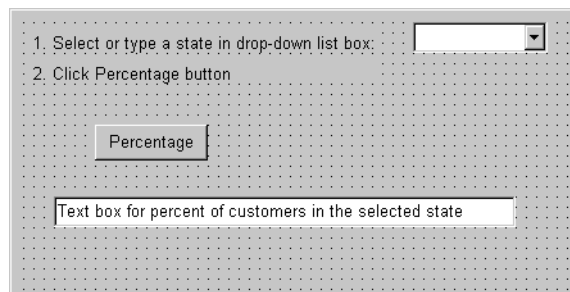 1. Select or type a state in drop-down list box:
2. Click Percentage button
Percentage
Text box for percent of customers in the selected state